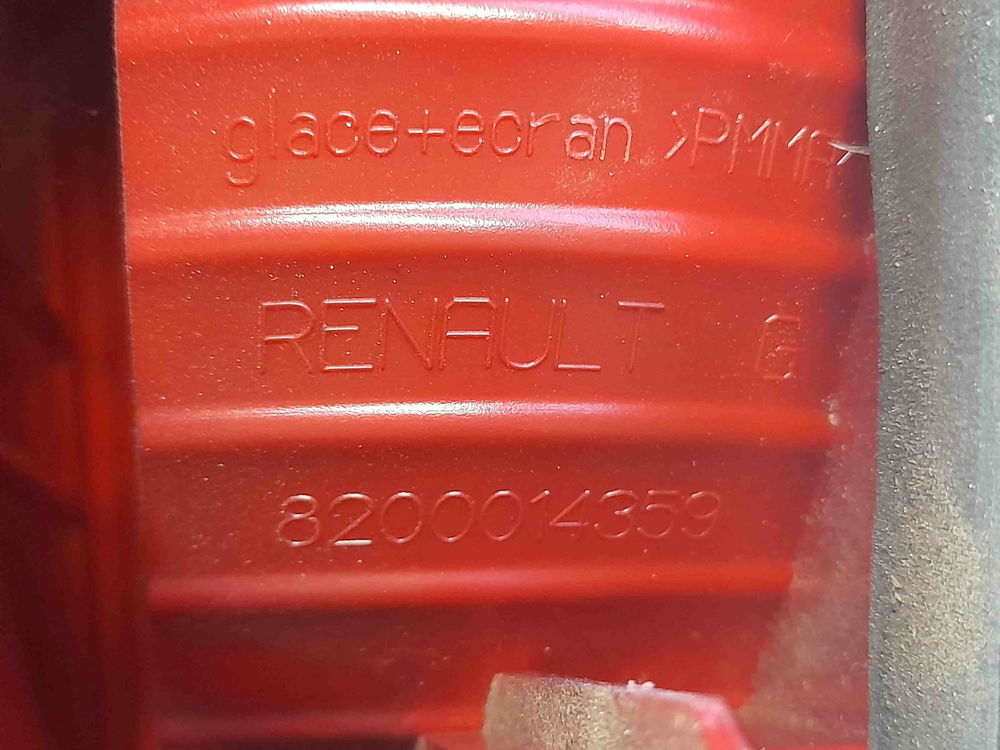 glace+ecran >PMMA<
RENAULT G
8200014359